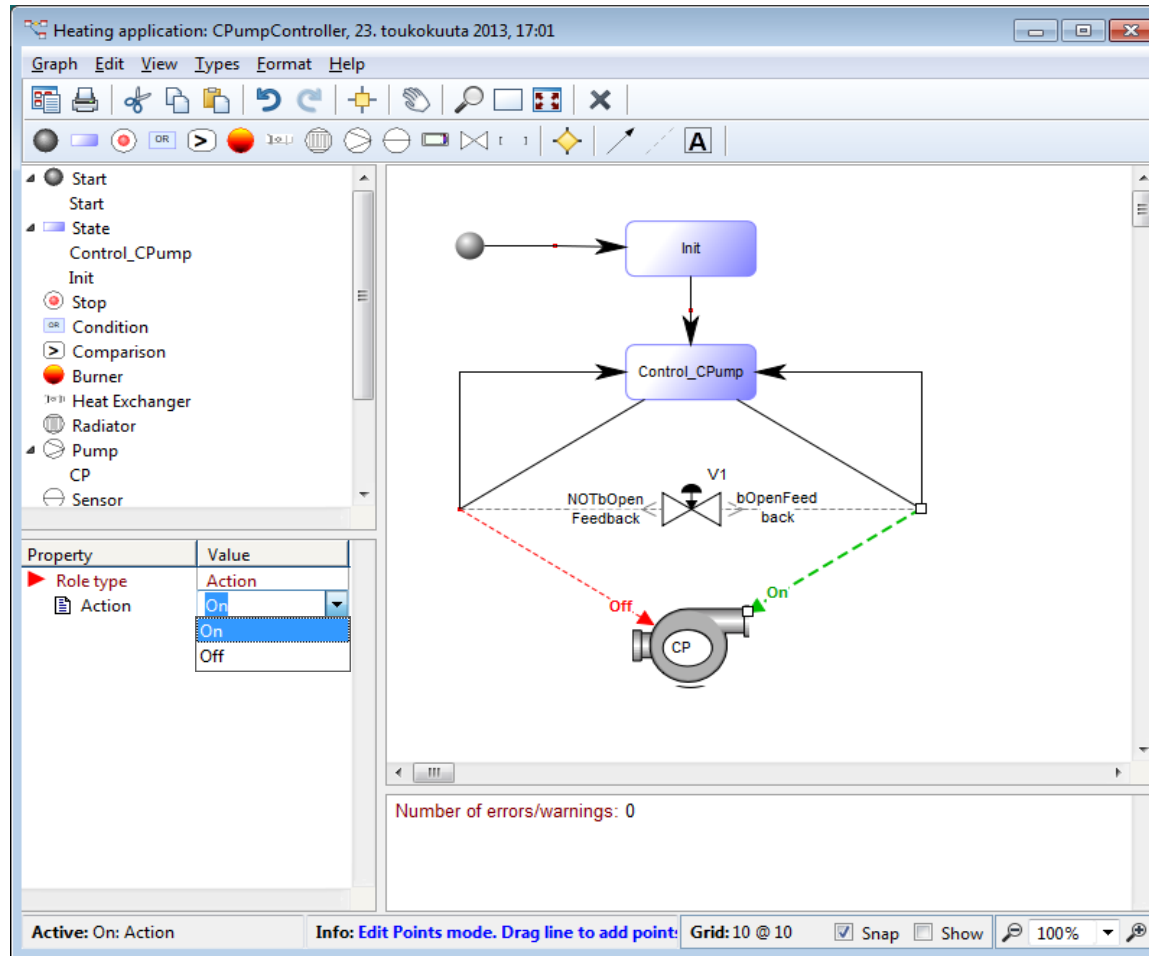 Heating application: CPumpController, 23. toukokuuta 2013, 17:01
Graph Edit View Types Format Help
OR
A
Start
Start
State
Control_CPump
Init
Stop
OR Condition
Comparison
Burner
Heat Exchanger
Radiator
Pump
CP
Sensor
Property Value
Role type Action
Action On
On
Off
Init
Control_CPump
V1
NOTbOpen
Feedback
bOpenFeed
back
Off
On
CP
Number of errors/warnings: 0
Active: On: Action
Info: Edit Points mode. Drag line to add points
Grid: 10 @ 10
Snap
Show
100%